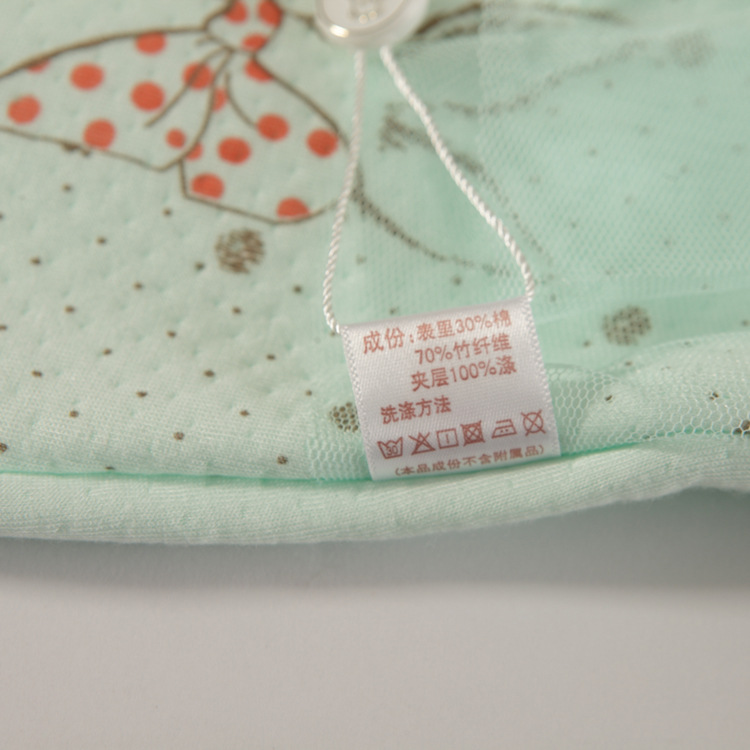 成份:表里30%棉
70%竹纤维
夹层100%涤
洗涤方法
(本品成份不含附属品)